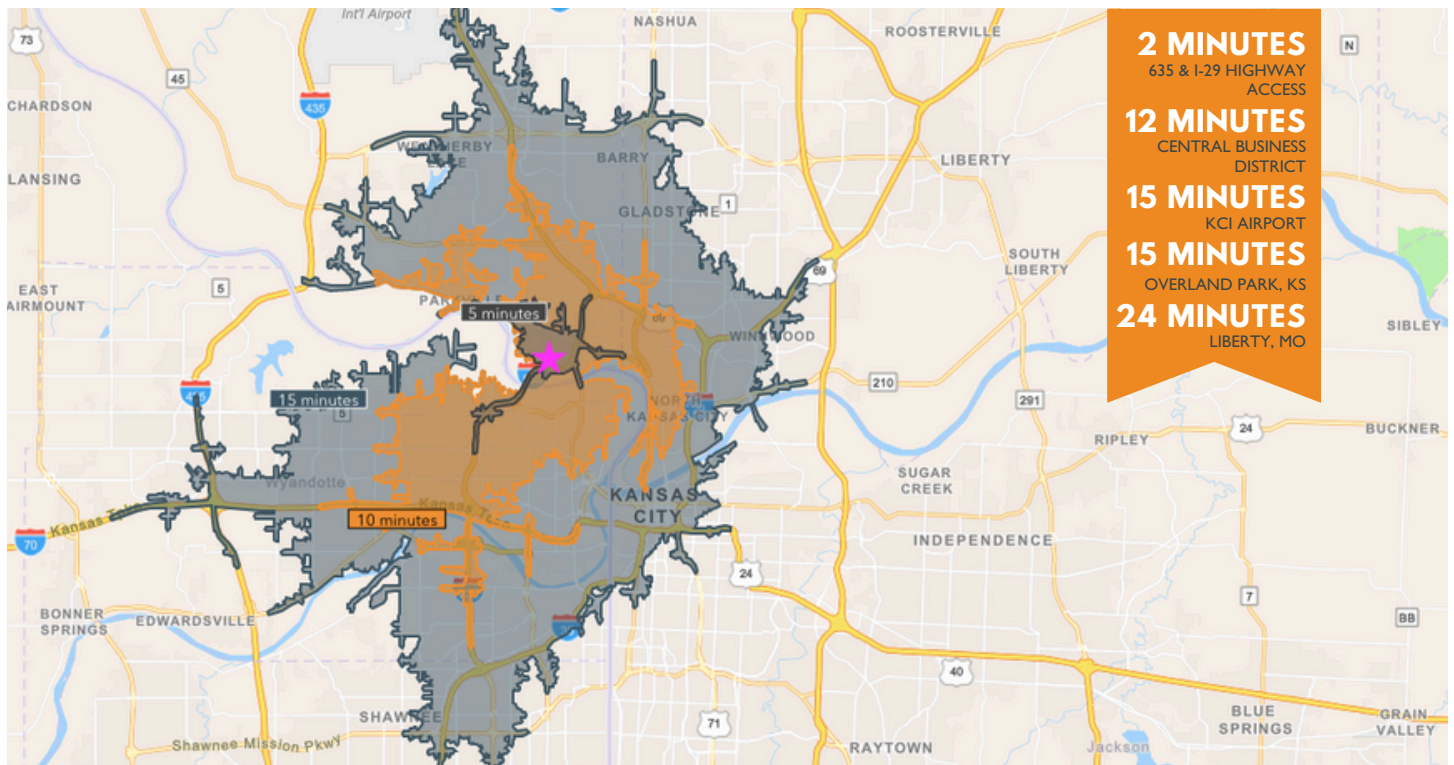 Int'l Airport
NASHUA
ROOSTERVILLE
73
N
45
435
CHARDSON
BARRY
LIBERTY
LANSING
1
GLADSTONE
SOUTH
LIBERTY
EAST
AIRMOUNT
5
69
5 minutes
SIBLEY
210
15 minutes
5
NORTH
KANSAS CITY
291
24
BUCKNER
RIPLEY
Wyandotte
SUGAR
CREEK
KANSAS
CITY
Kansas Tpke
10 minutes
70
INDEPENDENCE
24
7
BONNER
SPRINGS
EDWARDSVILLE
BB
40
SHAWNEE
71
BLUE
SPRINGS
GRAIN
VALLEY
Shawnee Mission Pkwy
RAYTOWN
Jackson
2 MINUTES
635 & I-29 HIGHWAY
ACCESS
12 MINUTES
CENTRAL BUSINESS
DISTRICT
15 MINUTES
KCI AIRPORT
15 MINUTES
OVERLAND PARK, KS
24 MINUTES
LIBERTY, MO